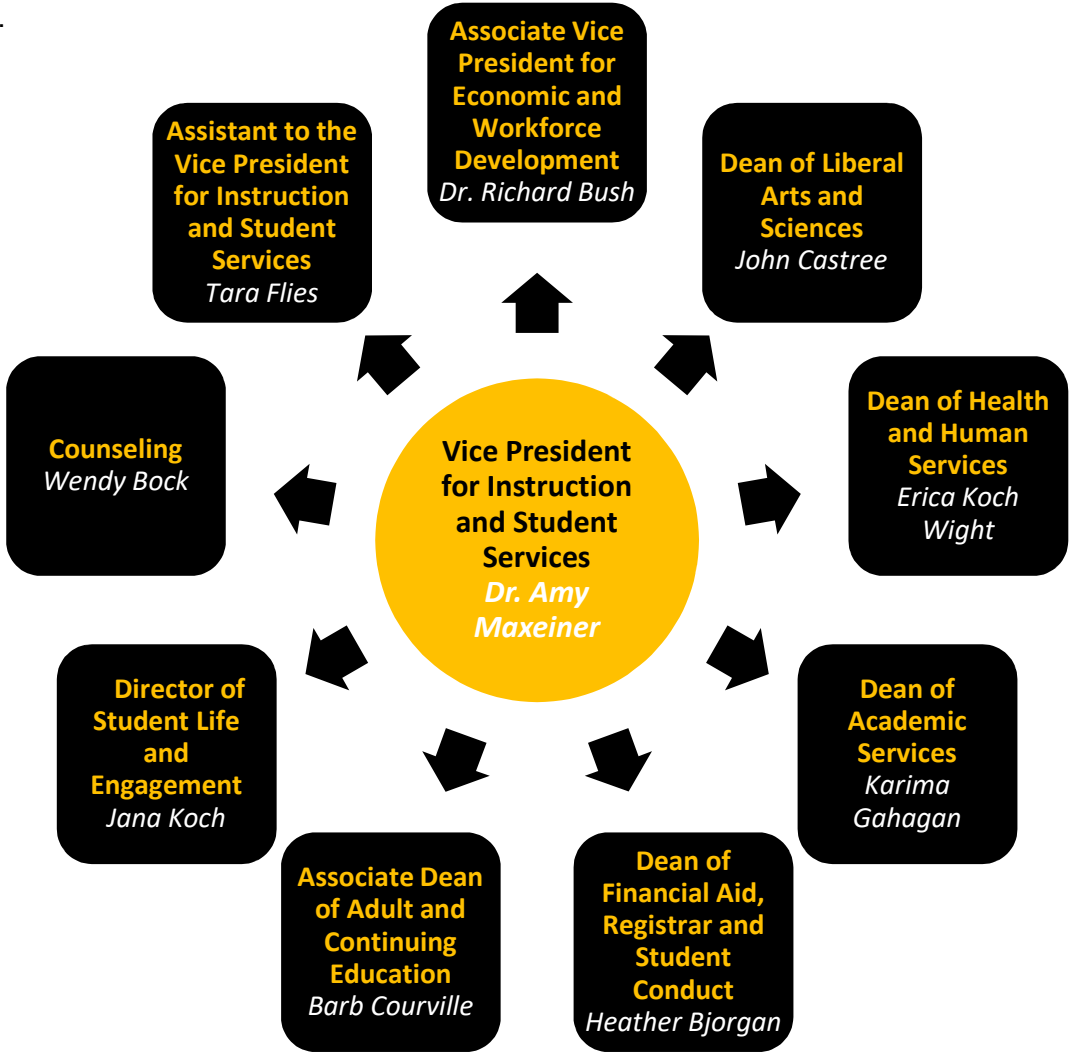 Associate Vice
President for
Economic and
Workforce
Development
Dr. Richard Bush
Dean of Liberal
Arts and
Sciences
John Castree
Dean of Health
and Human
Services
Erica Koch
Wight
Dean of
Academic
Services
Karima
Gahagan
Dean of
Financial Aid,
Registrar and
Student
Conduct
Heather Bjorgan
Associate Dean
of Adult and
Continuing
Education
Barb Courville
Director of
Student Life
and
Engagement
Jana Koch
Counseling
Wendy Bock
Assistant to the
Vice President
for Instruction
and Student
Services
Tara Flies
Vice President
for Instruction
and Student
Services
Dr. Amy
Maxeiner